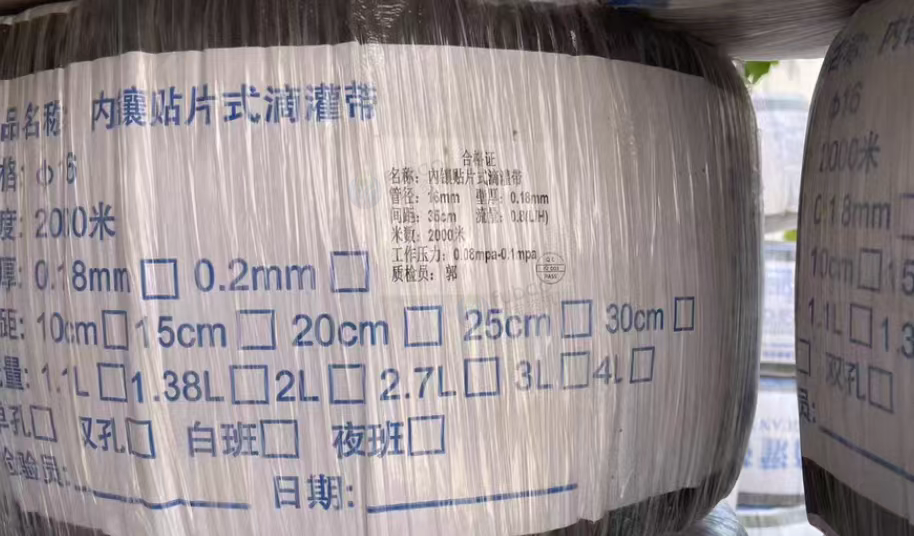 品名称: 内镶贴片式滴灌带
格: ф16
度: 2000米
厚: 0.18mm □ 0.2mm □
距: 10cm □ 15cm □ 20cm □ 25cm □ 30cm □
量: 1.1L □ 1.38L □ 2L □ 2.7L □ 3L □ 4L □
单孔 □ 双孔 □ 白班 □ 夜班 □
检验员: 日期:
合格证
名称: 内镶贴片式滴灌带
管径: 16mm 壁厚: 0.18mm
间距: 35cm 流量: 0.8(L/H)
米数: 2000米
工作压力: 0.08mpa-0.1mpa
质检员: 郭
ф16
2000米
0.18mm
10cm □ 15
1.1L □ 1.3
双孔 □
员: